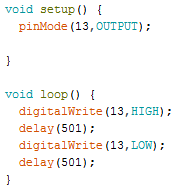 void setup() {
  pinMode(13,OUTPUT);

}

void loop() {
  digitalWrite(13,HIGH);
  delay(501);
  digitalWrite(13,LOW);
  delay(501);
}